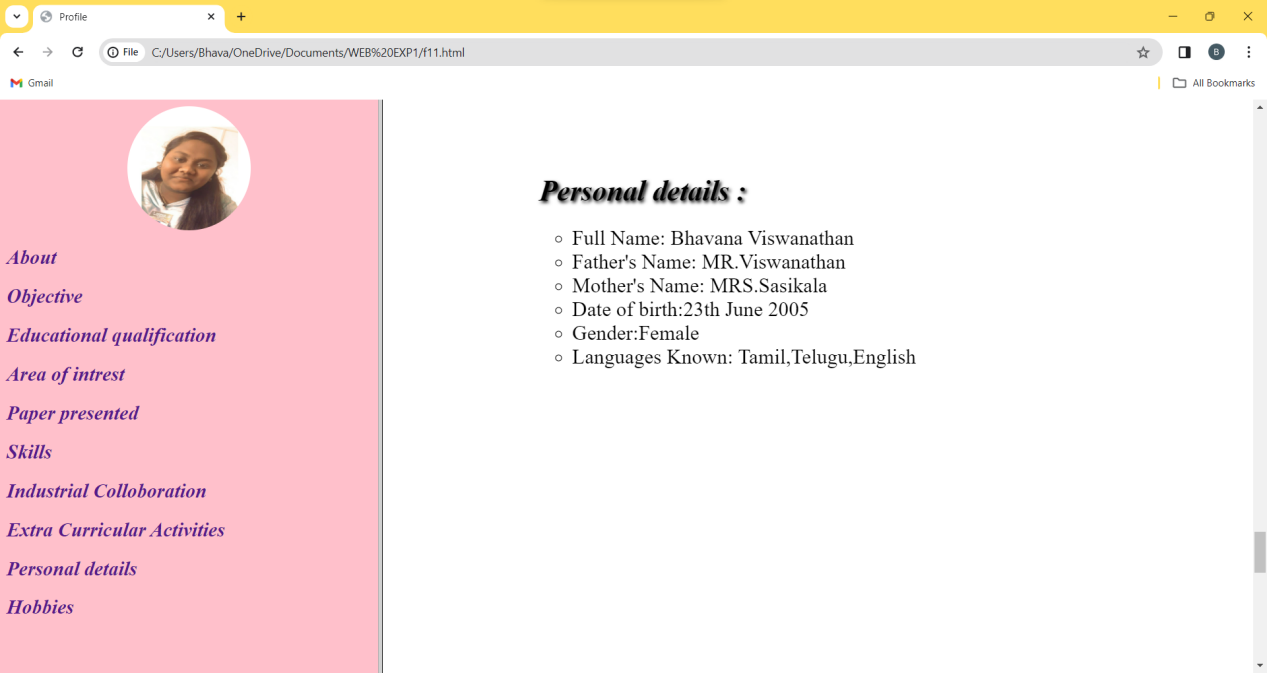 Profile
File C:/Users/Bhava/OneDrive/Documents/WEB%20EXP1/f11.html
B
Gmail
All Bookmarks
About
Objective
Educational qualification
Area of intrest
Paper presented
Skills
Industrial Colloboration
Extra Curricular Activities
Personal details
Hobbies
Personal details :
Full Name: Bhavana Viswanathan
Father's Name: MR.Viswanathan
Mother's Name: MRS.Sasikala
Date of birth:23th June 2005
Gender:Female
Languages Known: Tamil,Telugu,English